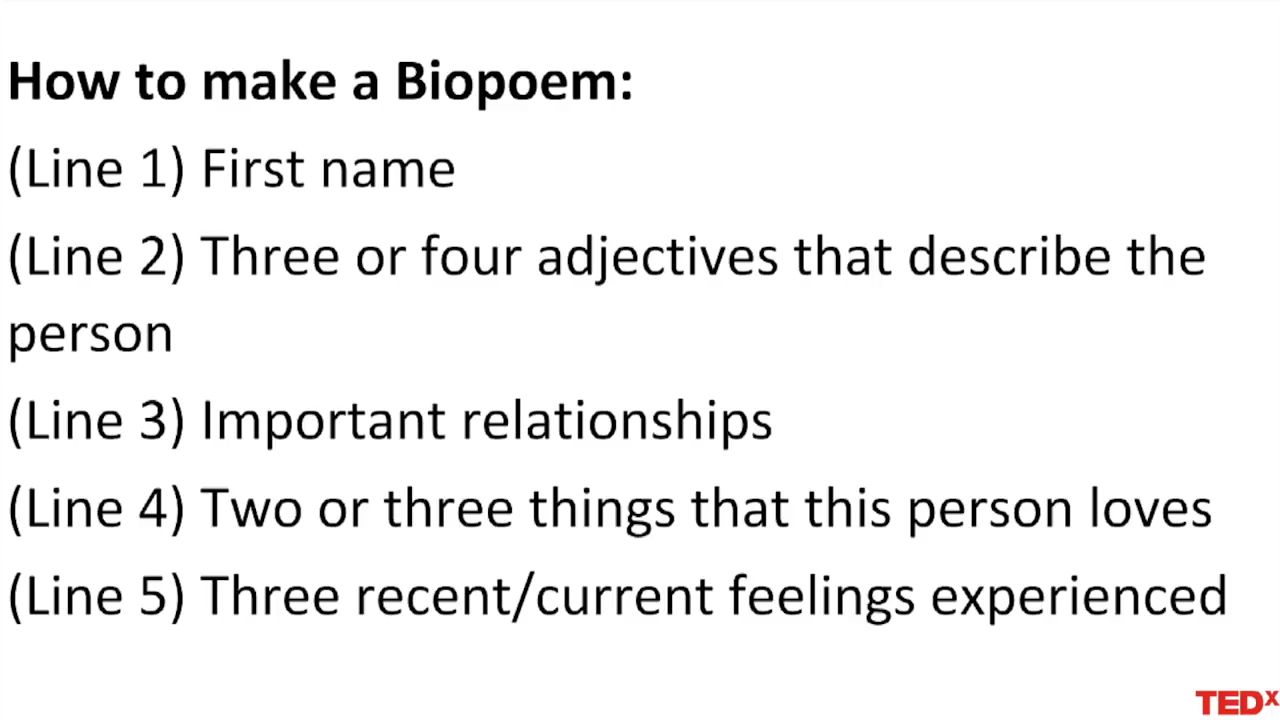 How to make a Biopoem:
(Line 1) First name
(Line 2) Three or four adjectives that describe the
person
(Line 3) Important relationships
(Line 4) Two or three things that this person loves
(Line 5) Three recent/current feelings experienced
TEDx